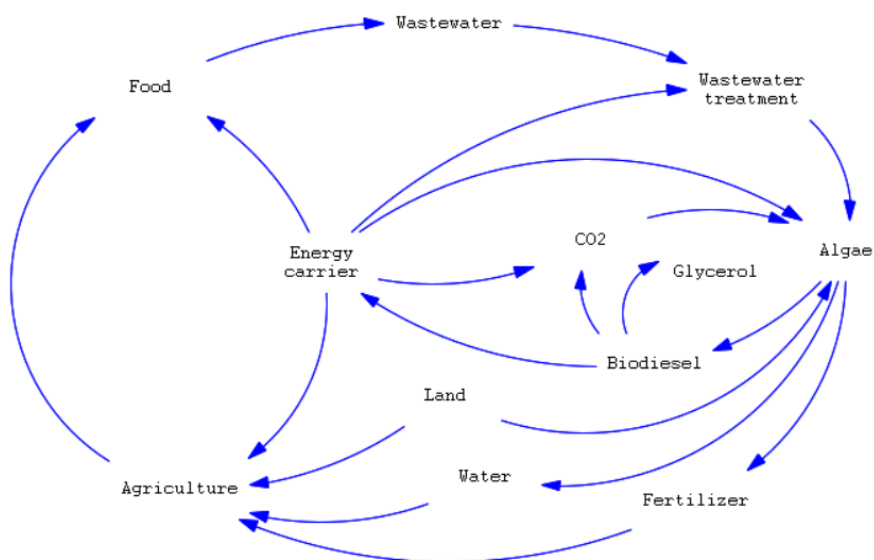 Wastewater
Food
Wastewater
treatment
CO2
Algae
Energy
carrier
Glycerol
Biodiesel
Land
Water
Agriculture
Fertilizer